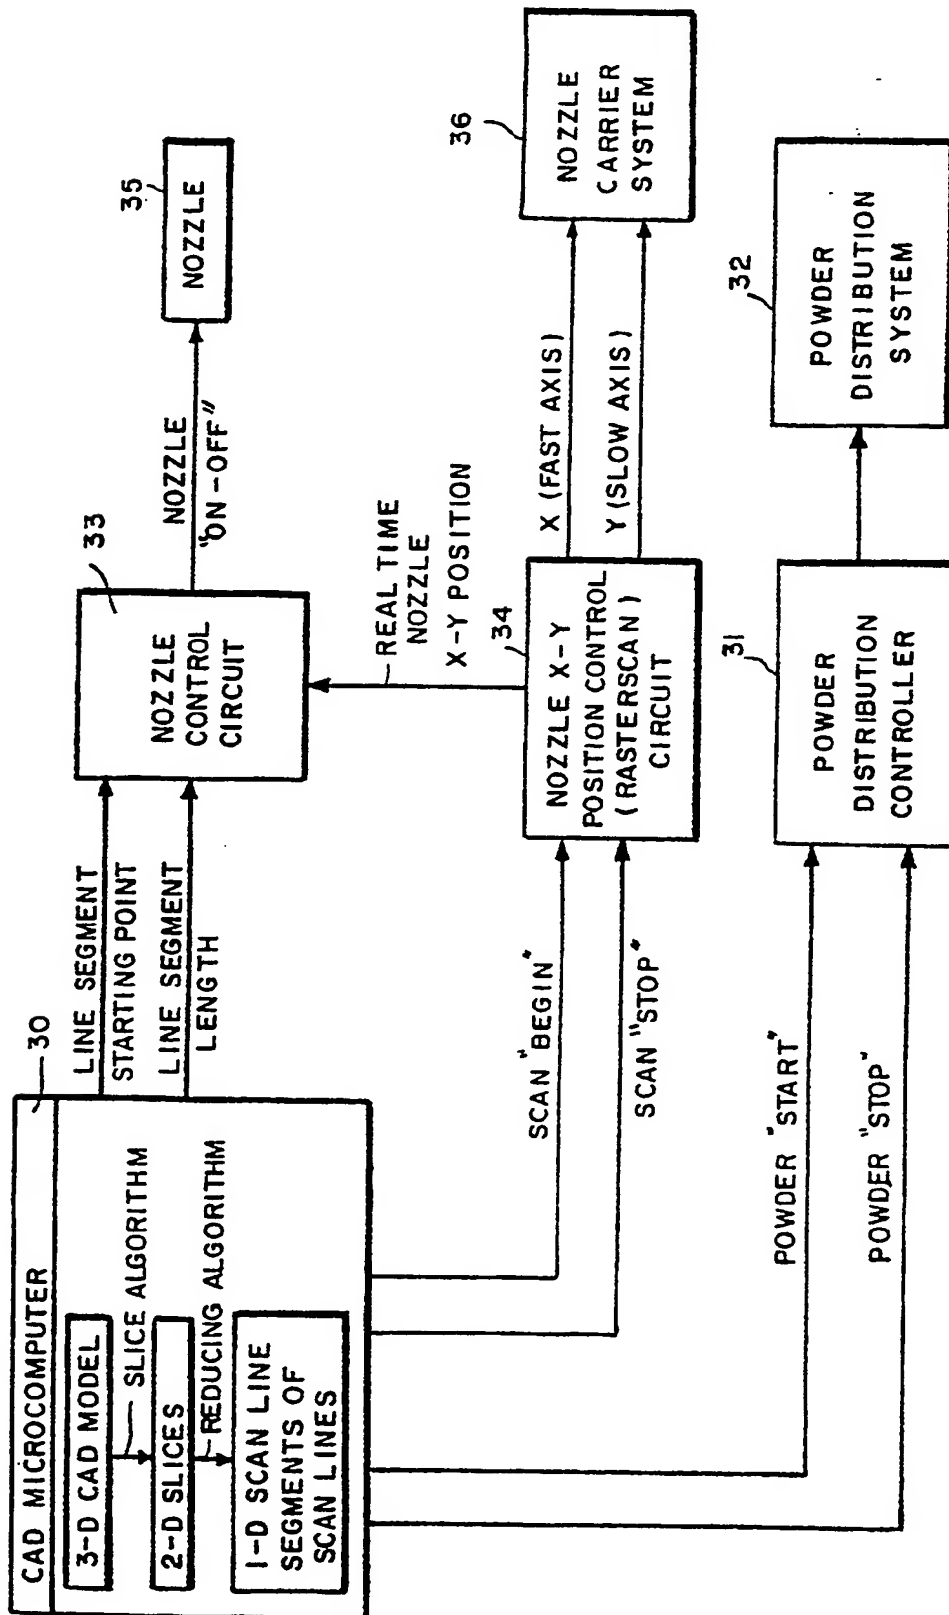 CAD MICROCOMPUTER
30
3-D CAD MODEL
SLICE ALGORITHM
2-D SLICES
REDUCING ALGORITHM
1-D SCAN LINE
SEGMENTS OF
SCAN LINES
LINE SEGMENT
STARTING POINT
LINE SEGMENT
LENGTH
33
NOZZLE
CONTROL
CIRCUIT
NOZZLE
"ON-OFF"
35
NOZZLE
REAL TIME
NOZZLE
X-Y POSITION
SCAN "BEGIN"
SCAN "STOP"
34
NOZZLE X-Y
POSITION CONTROL
(RASTERSCAN)
CIRCUIT
X (FAST AXIS)
Y (SLOW AXIS)
36
NOZZLE
CARRIER
SYSTEM
POWDER "START"
POWDER "STOP"
31
POWDER
DISTRIBUTION
CONTROLLER
32
POWDER
DISTRIBUTION
SYSTEM